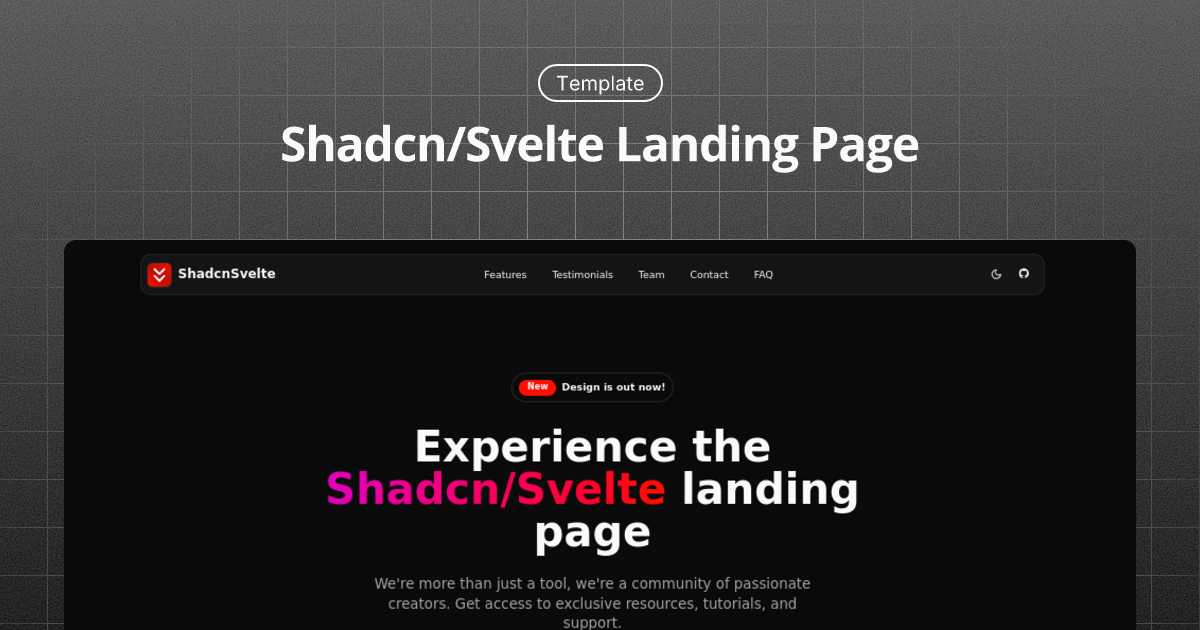 Template
Shadcn/Svelte Landing Page
ShadcnSvelte
Features Testimonials Team Contact FAQ
New Design is out now!
Experience the
Shadcn/Svelte landing
page
We're more than just a tool, we're a community of passionate
creators. Get access to exclusive resources, tutorials, and
support.